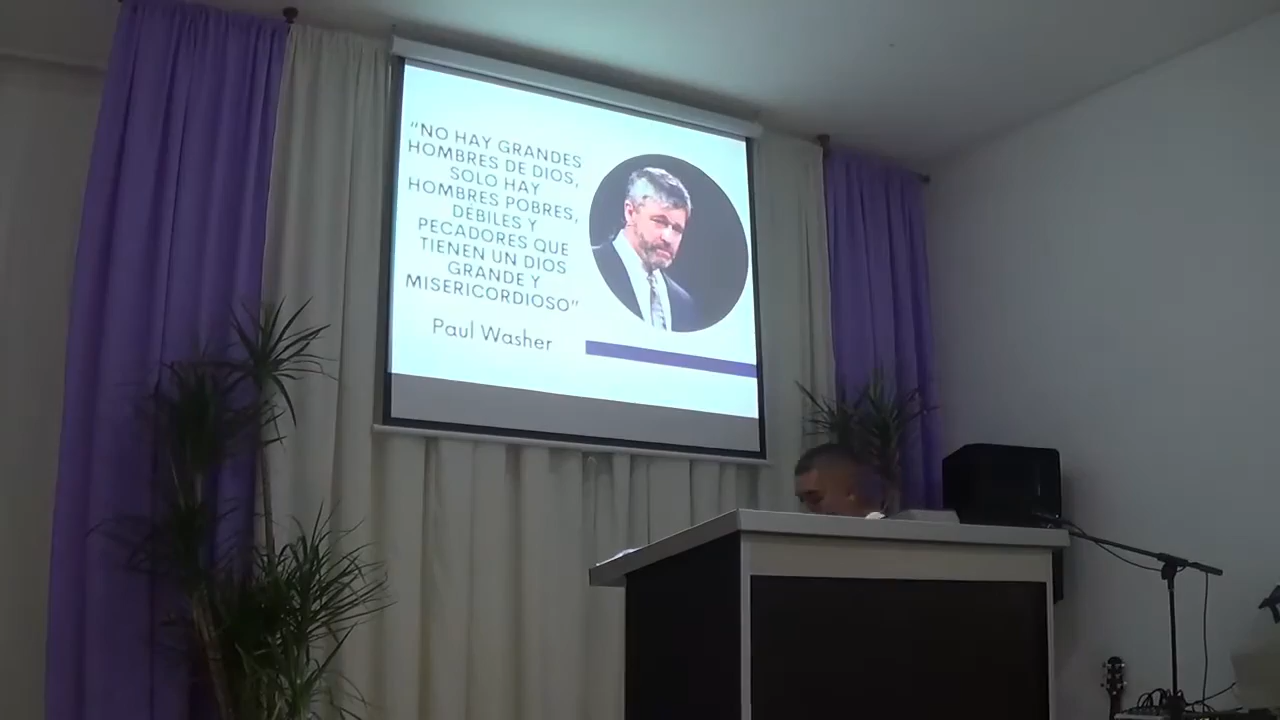 “NO HAY GRANDES
HOMBRES DE DIOS,
SOLO HAY
HOMBRES POBRES,
DÉBILES Y
PECADORES QUE
TIENEN UN DIOS
GRANDE Y
MISERICORDIOSO”
Paul Washer